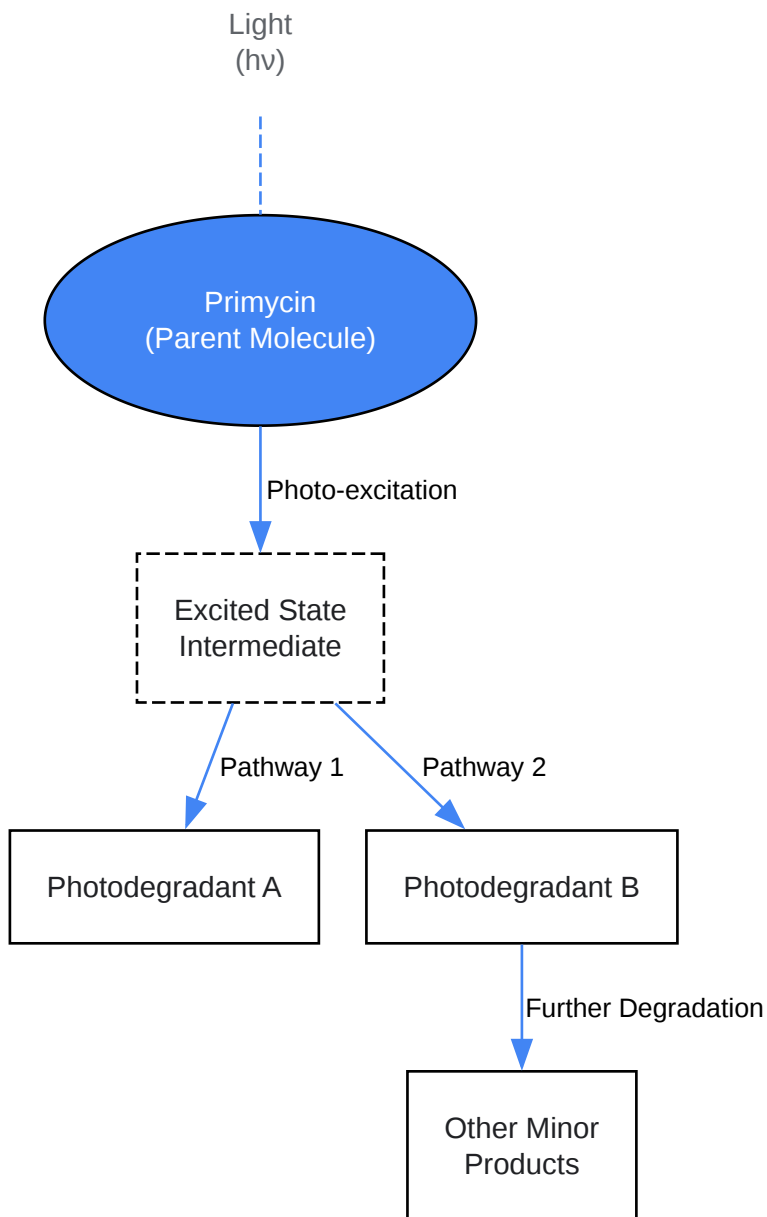 Light
(hν)
Primycin
(Parent Molecule)
Photo-excitation
Excited State
Intermediate
Pathway 1
Pathway 2
Photodegradant A
Photodegradant B
Further Degradation
Other Minor
Products